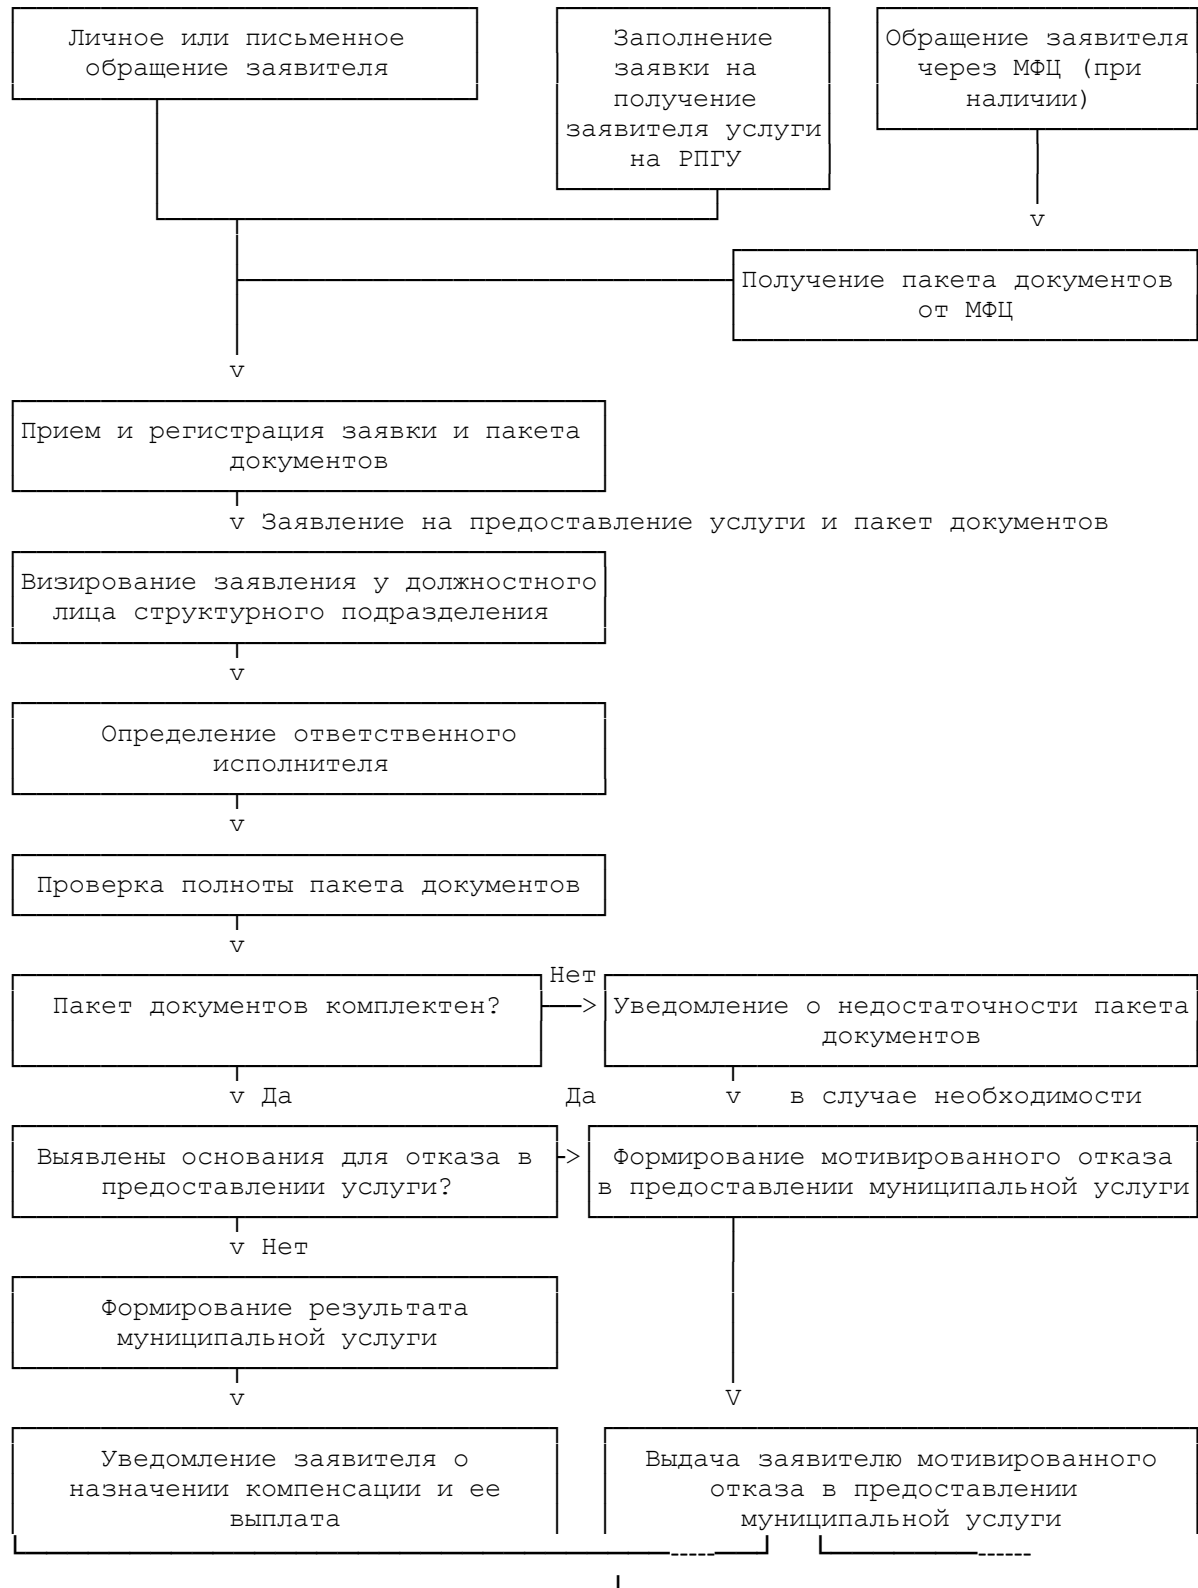 Личное или письменное
обращение заявителя
Заполнение
заявки на
получение
заявителя услуги
на РПГУ
Обращение заявителя
через МФЦ (при
наличии)
v
Получение пакета документов
от МФЦ
v
Прием и регистрация заявки и пакета
документов
v Заявление на предоставление услуги и пакет документов
Визирование заявления у должностного
лица структурного подразделения
v
Определение ответственного
исполнителя
v
Проверка полноты пакета документов
v
Нет
Пакет документов комплектен?
Уведомление о недостаточности пакета
документов
v Да
Да
v в случае необходимости
Выявлены основания для отказа в
предоставлении услуги?
Формирование мотивированного отказа
в предоставлении муниципальной услуги
v Нет
Формирование результата
муниципальной услуги
v
V
Уведомление заявителя о
назначении компенсации и ее
выплата
Выдача заявителю мотивированного
отказа в предоставлении
муниципальной услуги